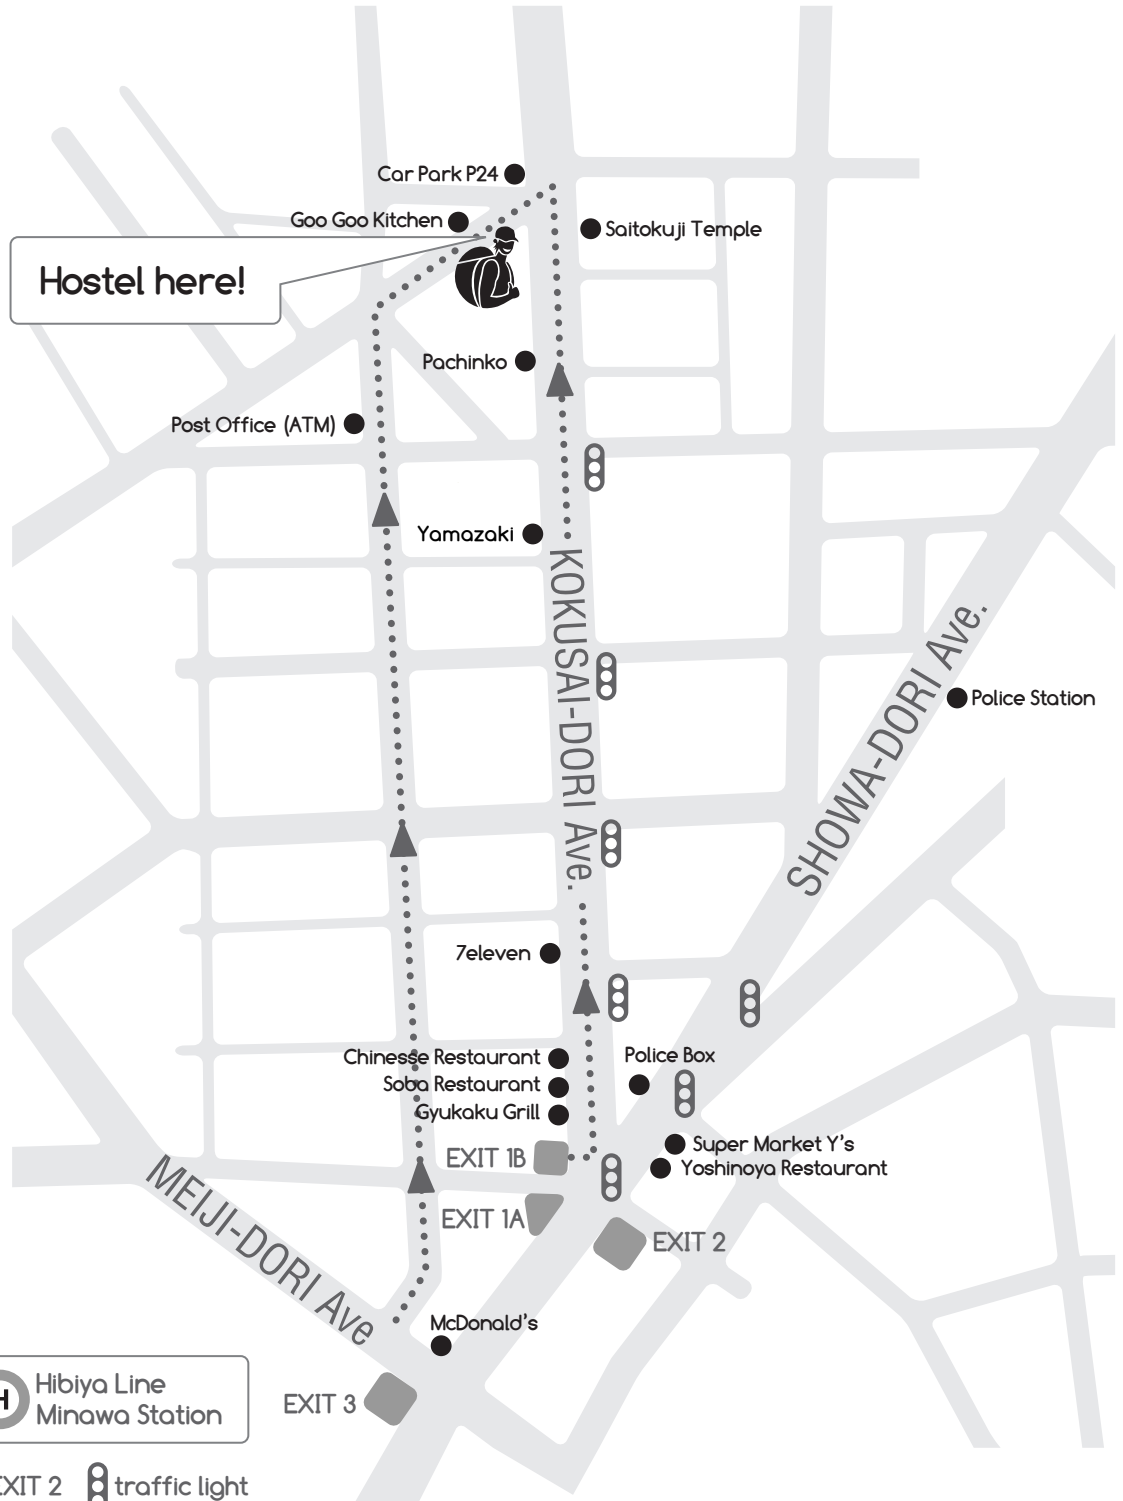 Car Park P24
Goo Goo Kitchen
Saitokuji Temple
Hostel here!
Pachinko
Post Office (ATM)
Yamazaki
KOKUSAI-DORI Ave.
SHOWA-DORI Ave.
Police Station
7eleven
Chinesse Restaurant
Police Box
Soba Restaurant
Gyukaku Grill
EXIT 1B
Super Market Y's
Yoshinoya Restaurant
MEIJI-DORI Ave
EXIT 1A
EXIT 2
McDonald's
EXIT 3
H
Hibiya Line
Minawa Station
EXIT 2
traffic light